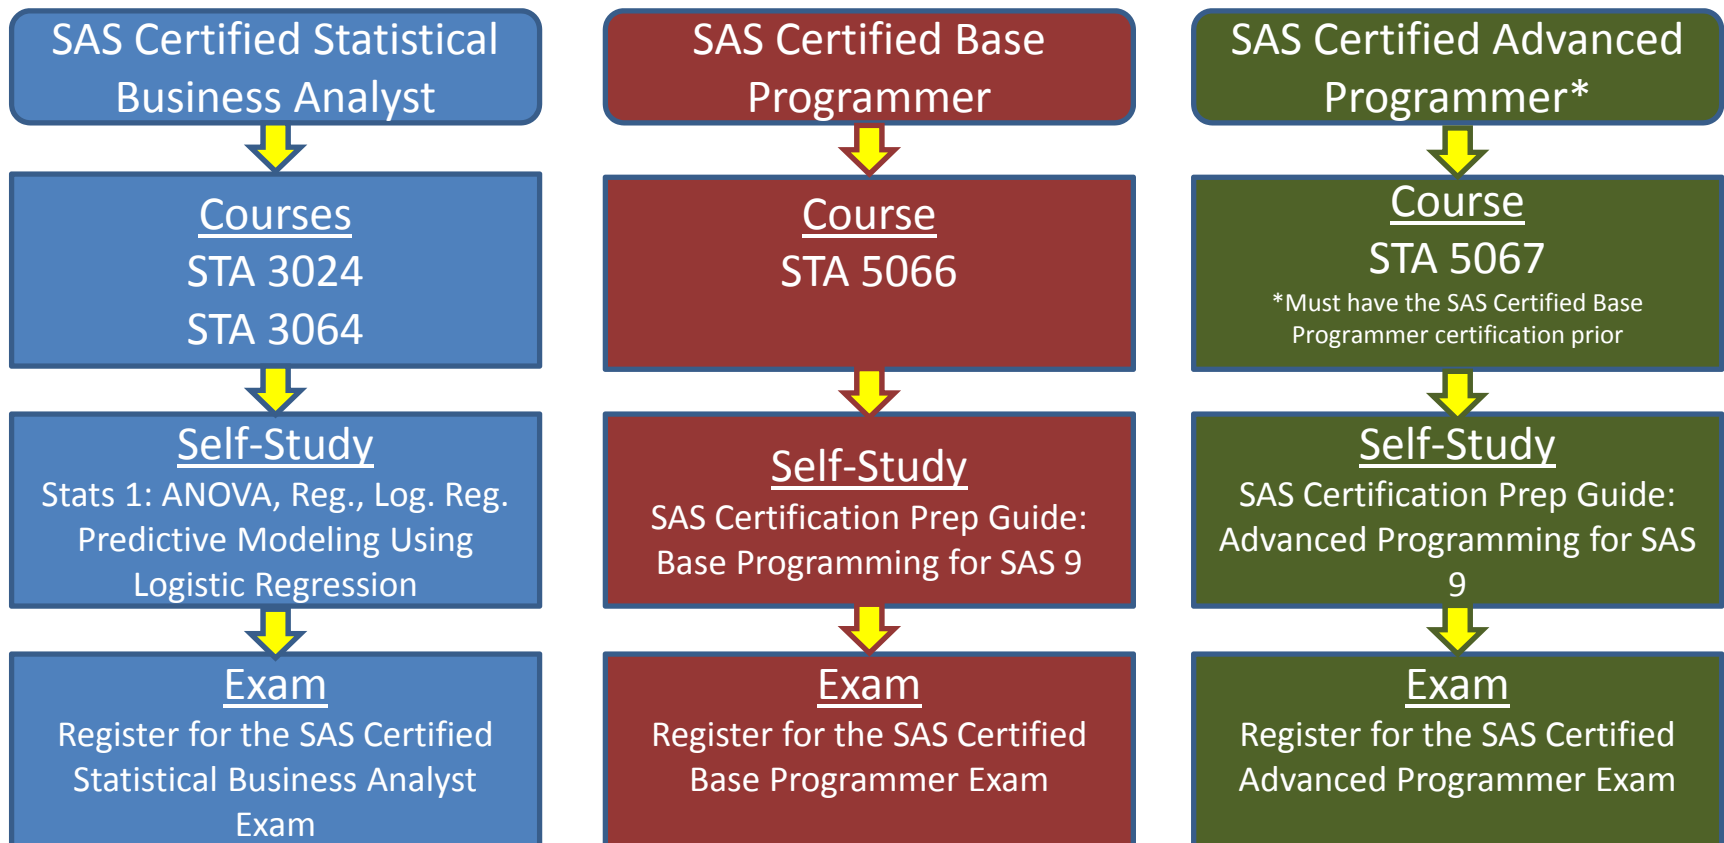 SAS Certified Statistical
Business Analyst
Courses
STA 3024
STA 3064
Self-Study
Stats 1: ANOVA, Reg., Log. Reg.
Predictive Modeling Using
Logistic Regression
Exam
Register for the SAS Certified
Statistical Business Analyst
Exam
SAS Certified Base
Programmer
Course
STA 5066
Self-Study
SAS Certification Prep Guide:
Base Programming for SAS 9
Exam
Register for the SAS Certified
Base Programmer Exam
SAS Certified Advanced
Programmer*
Course
STA 5067
*Must have the SAS Certified Base
Programmer certification prior
Self-Study
SAS Certification Prep Guide:
Advanced Programming for SAS
9
Exam
Register for the SAS Certified
Advanced Programmer Exam